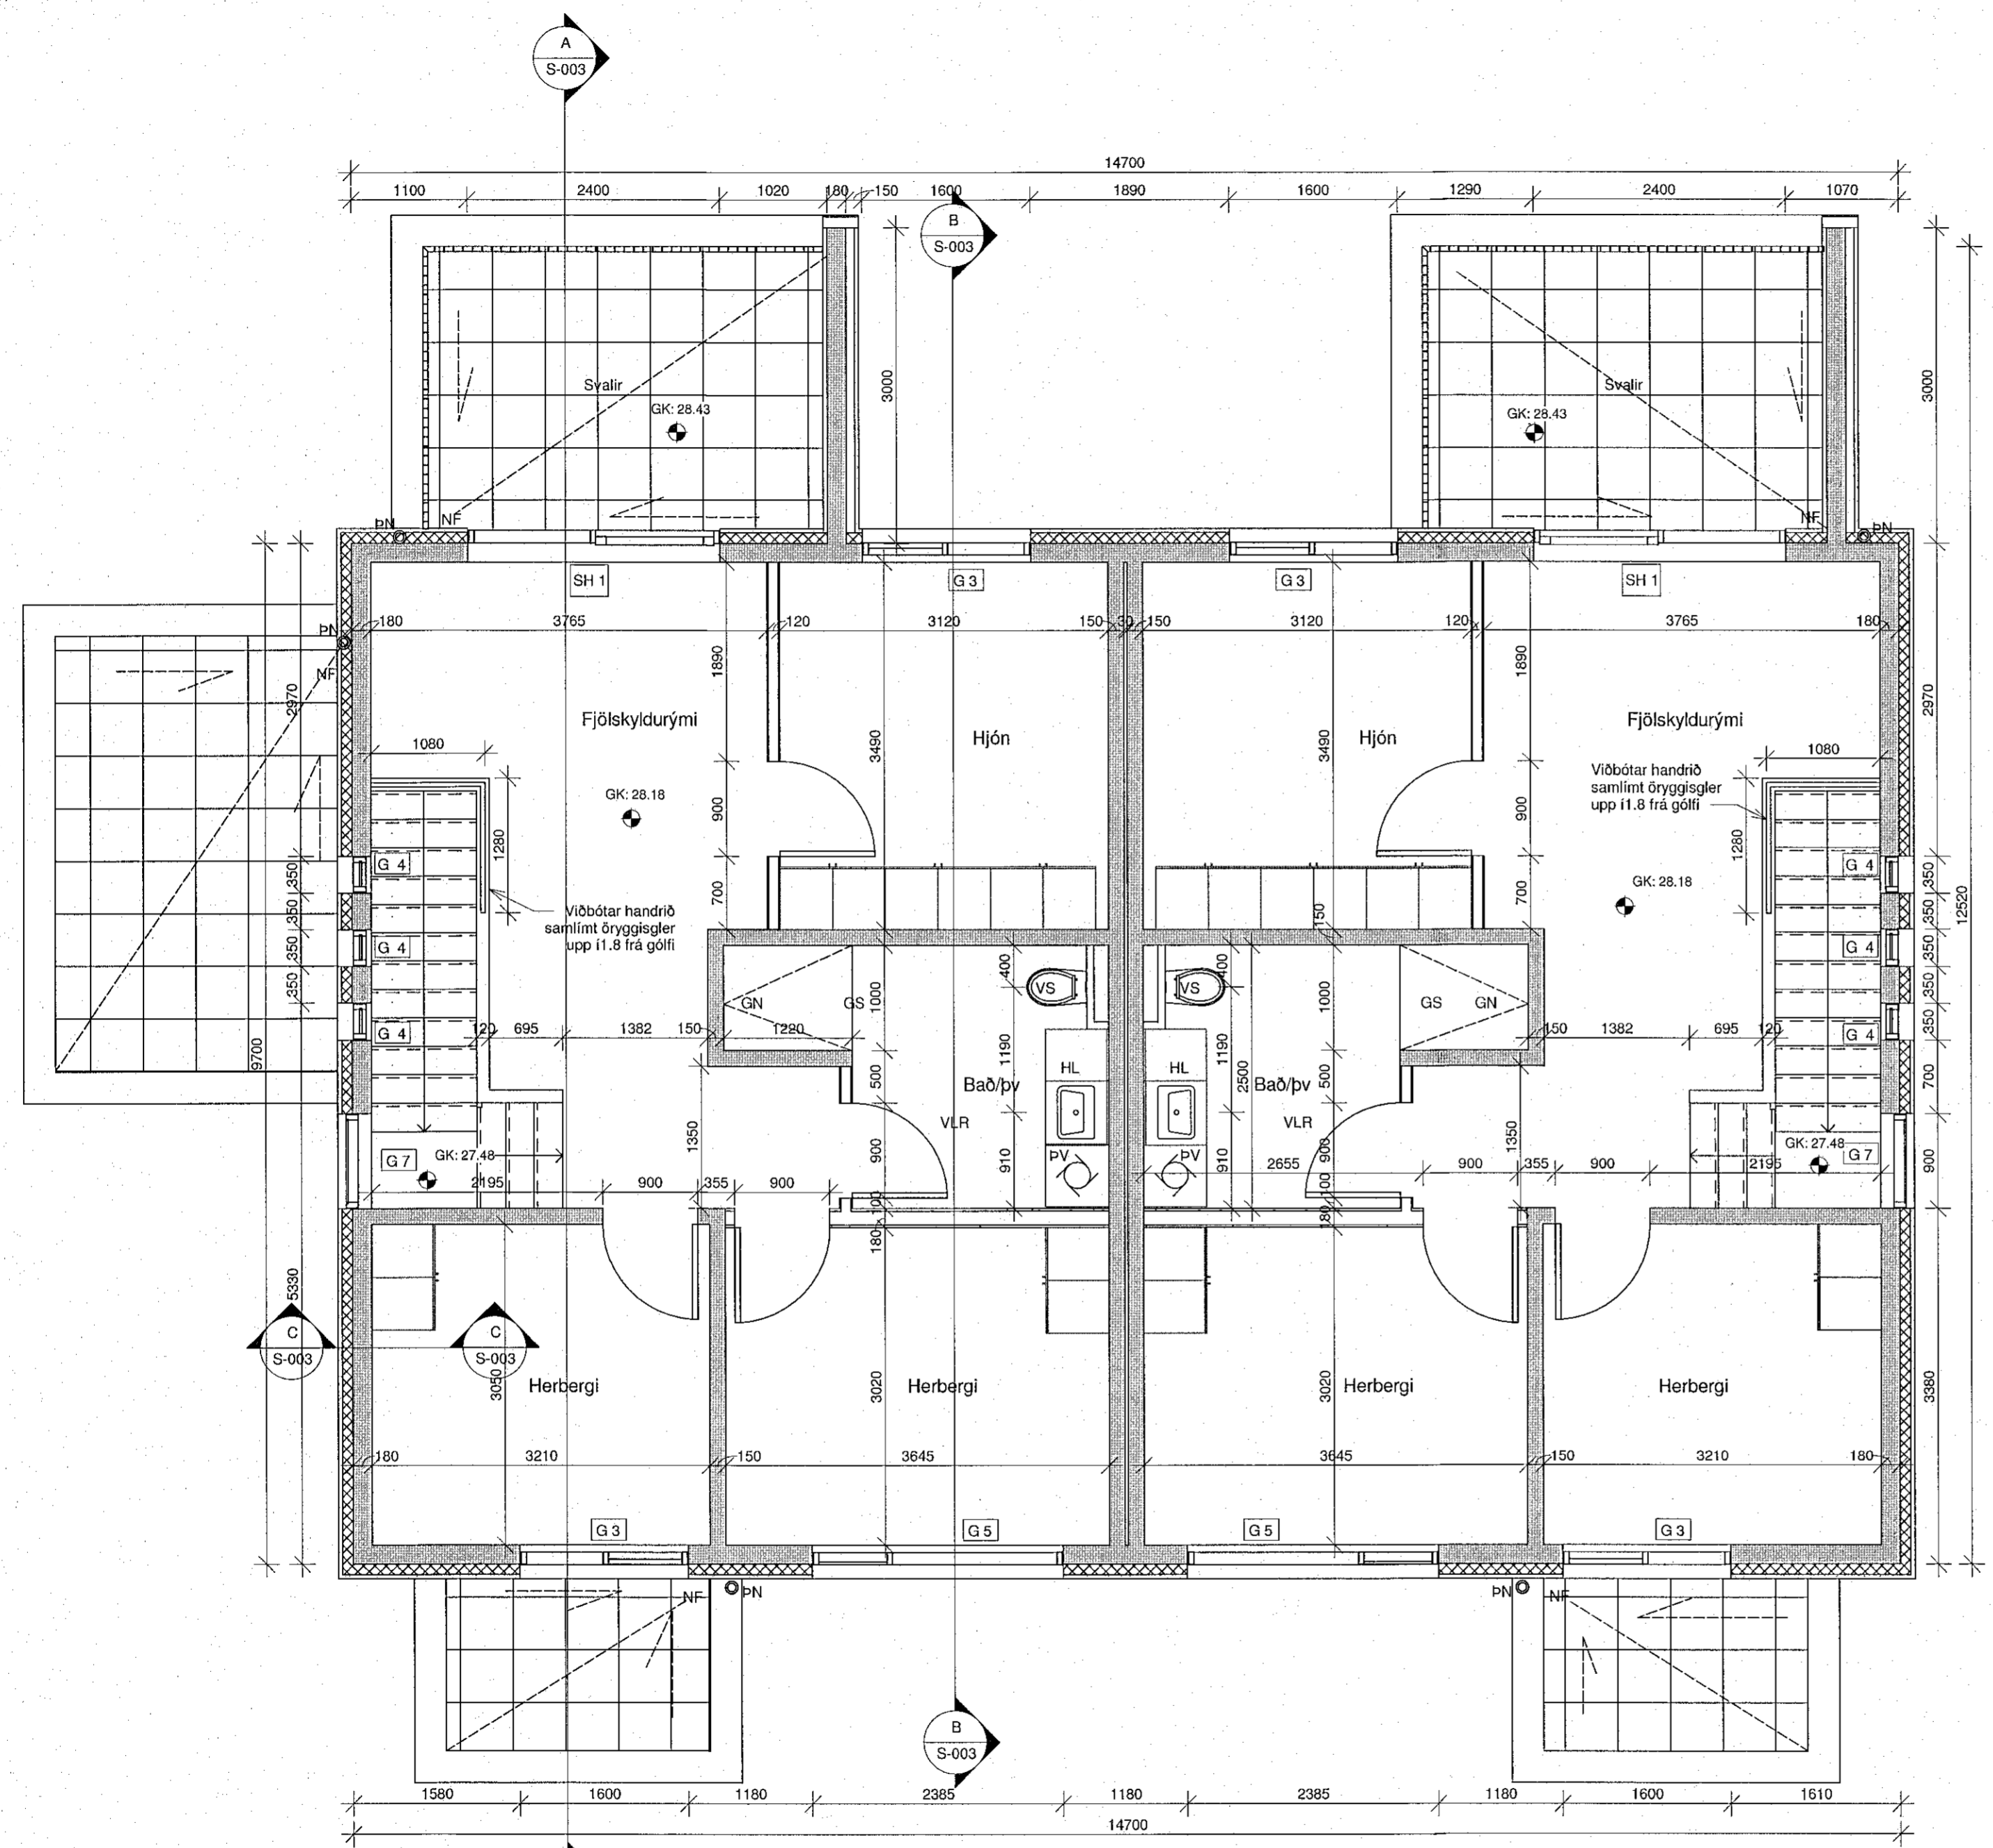 A
S-003
14700
1100 2400 1020 180 150 1600 1890 1600 1290 2400 1070
B
S-003
3000
3000
Svalir
GK: 28.43
Svalir
GK: 28.43
ÞN NF
NF ÞN
SH 1 G 3 G 3 SH 1
180 3765 120 3120 150 30 150 3120 120 3765 180
ÞN
NF
2970
1890
1890
2970
Fjölskyldurými
Hjón
Hjón
Fjölskyldurými
3490
3490
1080
1080
Viðbótar handrið
samlímt öryggisgler
upp í1.8 frá gólfi
GK: 28.18
900
900
1280
1280
G 4
G 4
350
350
GK: 28.18
700
700
Viðbótar handrið
samlímt öryggisgler
upp í1.8 frá gólfi
150
12520
350
350
G 4
G 4
350
350
400
400
VS
VS
350
350
GN GS
GS GN
1000
1000
G 4
G 4
350
120 695 1382 150 1220
150 1382 695 120
9700
1190
1190
2500
HL
HL
500
500
700
Bað/þv
Bað/þv
VLR
VLR
1350
1350
900
900
910
910
900
ÞV
ÞV
G 7
GK: 27.48
GK: 27.48
G 7
2195 900 355 900
2655 900 355 900 2195
100
100
180
180
5330
C
S-003
C
S-003
3050
3020
3020
3380
Herbergi
Herbergi
Herbergi
Herbergi
180 3210 150 3645 3645 150 3210 180
G 3 G 5 G 5 G 3
NF ÞN
ÞN NF
B
S-003
1580 1600 1180 2385 1180 2385 1180 1600 1610
14700